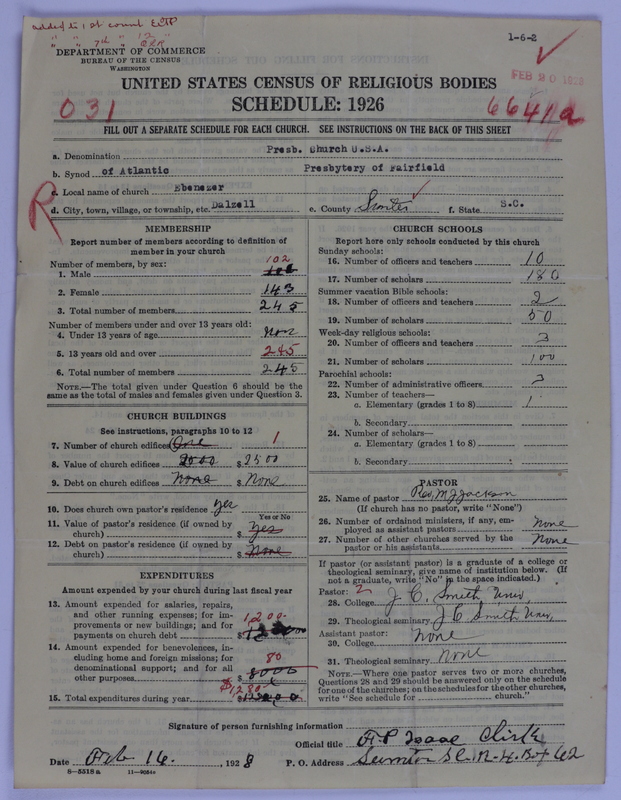 added to 1st count
" " 7th " 12 "
1-6-2
DEPARTMENT OF COMMERCE
BUREAU OF THE CENSUS
WASHINGTON
FEB 20 1928
UNITED STATES CENSUS OF RELIGIOUS BODIES
SCHEDULE: 1926
031
6641/a
FILL OUT A SEPARATE SCHEDULE FOR EACH CHURCH. SEE INSTRUCTIONS ON THE BACK OF THIS SHEET
a. Denomination Presb. Church U.S.A.
b. Synod of Atlantic Presbytery of Fairfield
c. Local name of church Ebenezer
R
d. City, town, village, or township, etc. Dalzell e. County Sumter f. State S.C.
MEMBERSHIP
Report number of members according to definition of member in your church
Number of members, by sex:
1. Male 102
2. Female 143
3. Total number of members 245
Number of members under and over 13 years old:
4. Under 13 years of age None
5. 13 years old and over 245
6. Total number of members 245
NOTE.—The total given under Question 6 should be the same as the total of males and females given under Question 3.
CHURCH BUILDINGS
See instructions, paragraphs 10 to 12
7. Number of church edifices One 1
8. Value of church edifices 2000 $ 2500
9. Debt on church edifices None $ None
10. Does church own pastor's residence yes
Yes or No
11. Value of pastor's residence (if owned by church) $ Yes
12. Debt on pastor's residence (if owned by church) $ None
EXPENDITURES
Amount expended by your church during last fiscal year
13. Amount expended for salaries, repairs, and other running expenses; for improvements or new buildings; and for payments on church debt $ 1200.
14. Amount expended for benevolences, including home and foreign missions; for denominational support; and for all other purposes 80
15. Total expenditures during year $1280
CHURCH SCHOOLS
Report here only schools conducted by this church
Sunday schools:
16. Number of officers and teachers 10
17. Number of scholars 180
Summer vacation Bible schools:
18. Number of officers and teachers 2
19. Number of scholars 50
Week-day religious schools:
20. Number of officers and teachers 3
21. Number of scholars 100
Parochial schools:
22. Number of administrative officers 3
23. Number of teachers—
a. Elementary (grades 1 to 8) 1
b. Secondary
24. Number of scholars—
a. Elementary (grades 1 to 8)
b. Secondary
PASTOR
25. Name of pastor Rev. M J Jackson
(If church has no pastor, write "None")
26. Number of ordained ministers, if any, employed as assistant pastors None
27. Number of other churches served by the pastor or his assistants None
If pastor (or assistant pastor) is a graduate of a college or theological seminary, give name of institution below. (If not a graduate, write "No" in the space indicated.)
Pastor: 2
28. College J C. Smith Univ
29. Theological seminary J C Smith Univ,
Assistant pastor:
30. College None
31. Theological seminary None
NOTE.—Where one pastor serves two or more churches, Questions 28 and 29 should be answered only on the schedule for one of the churches; on the schedules for the other churches, write "See schedule for church."
Signature of person furnishing information
Official title Isaac Clerk
Date Feb 16. 1928 P. O. Address Sumter S.C. R-4. Bx 62
8—5518 a 11—9064a